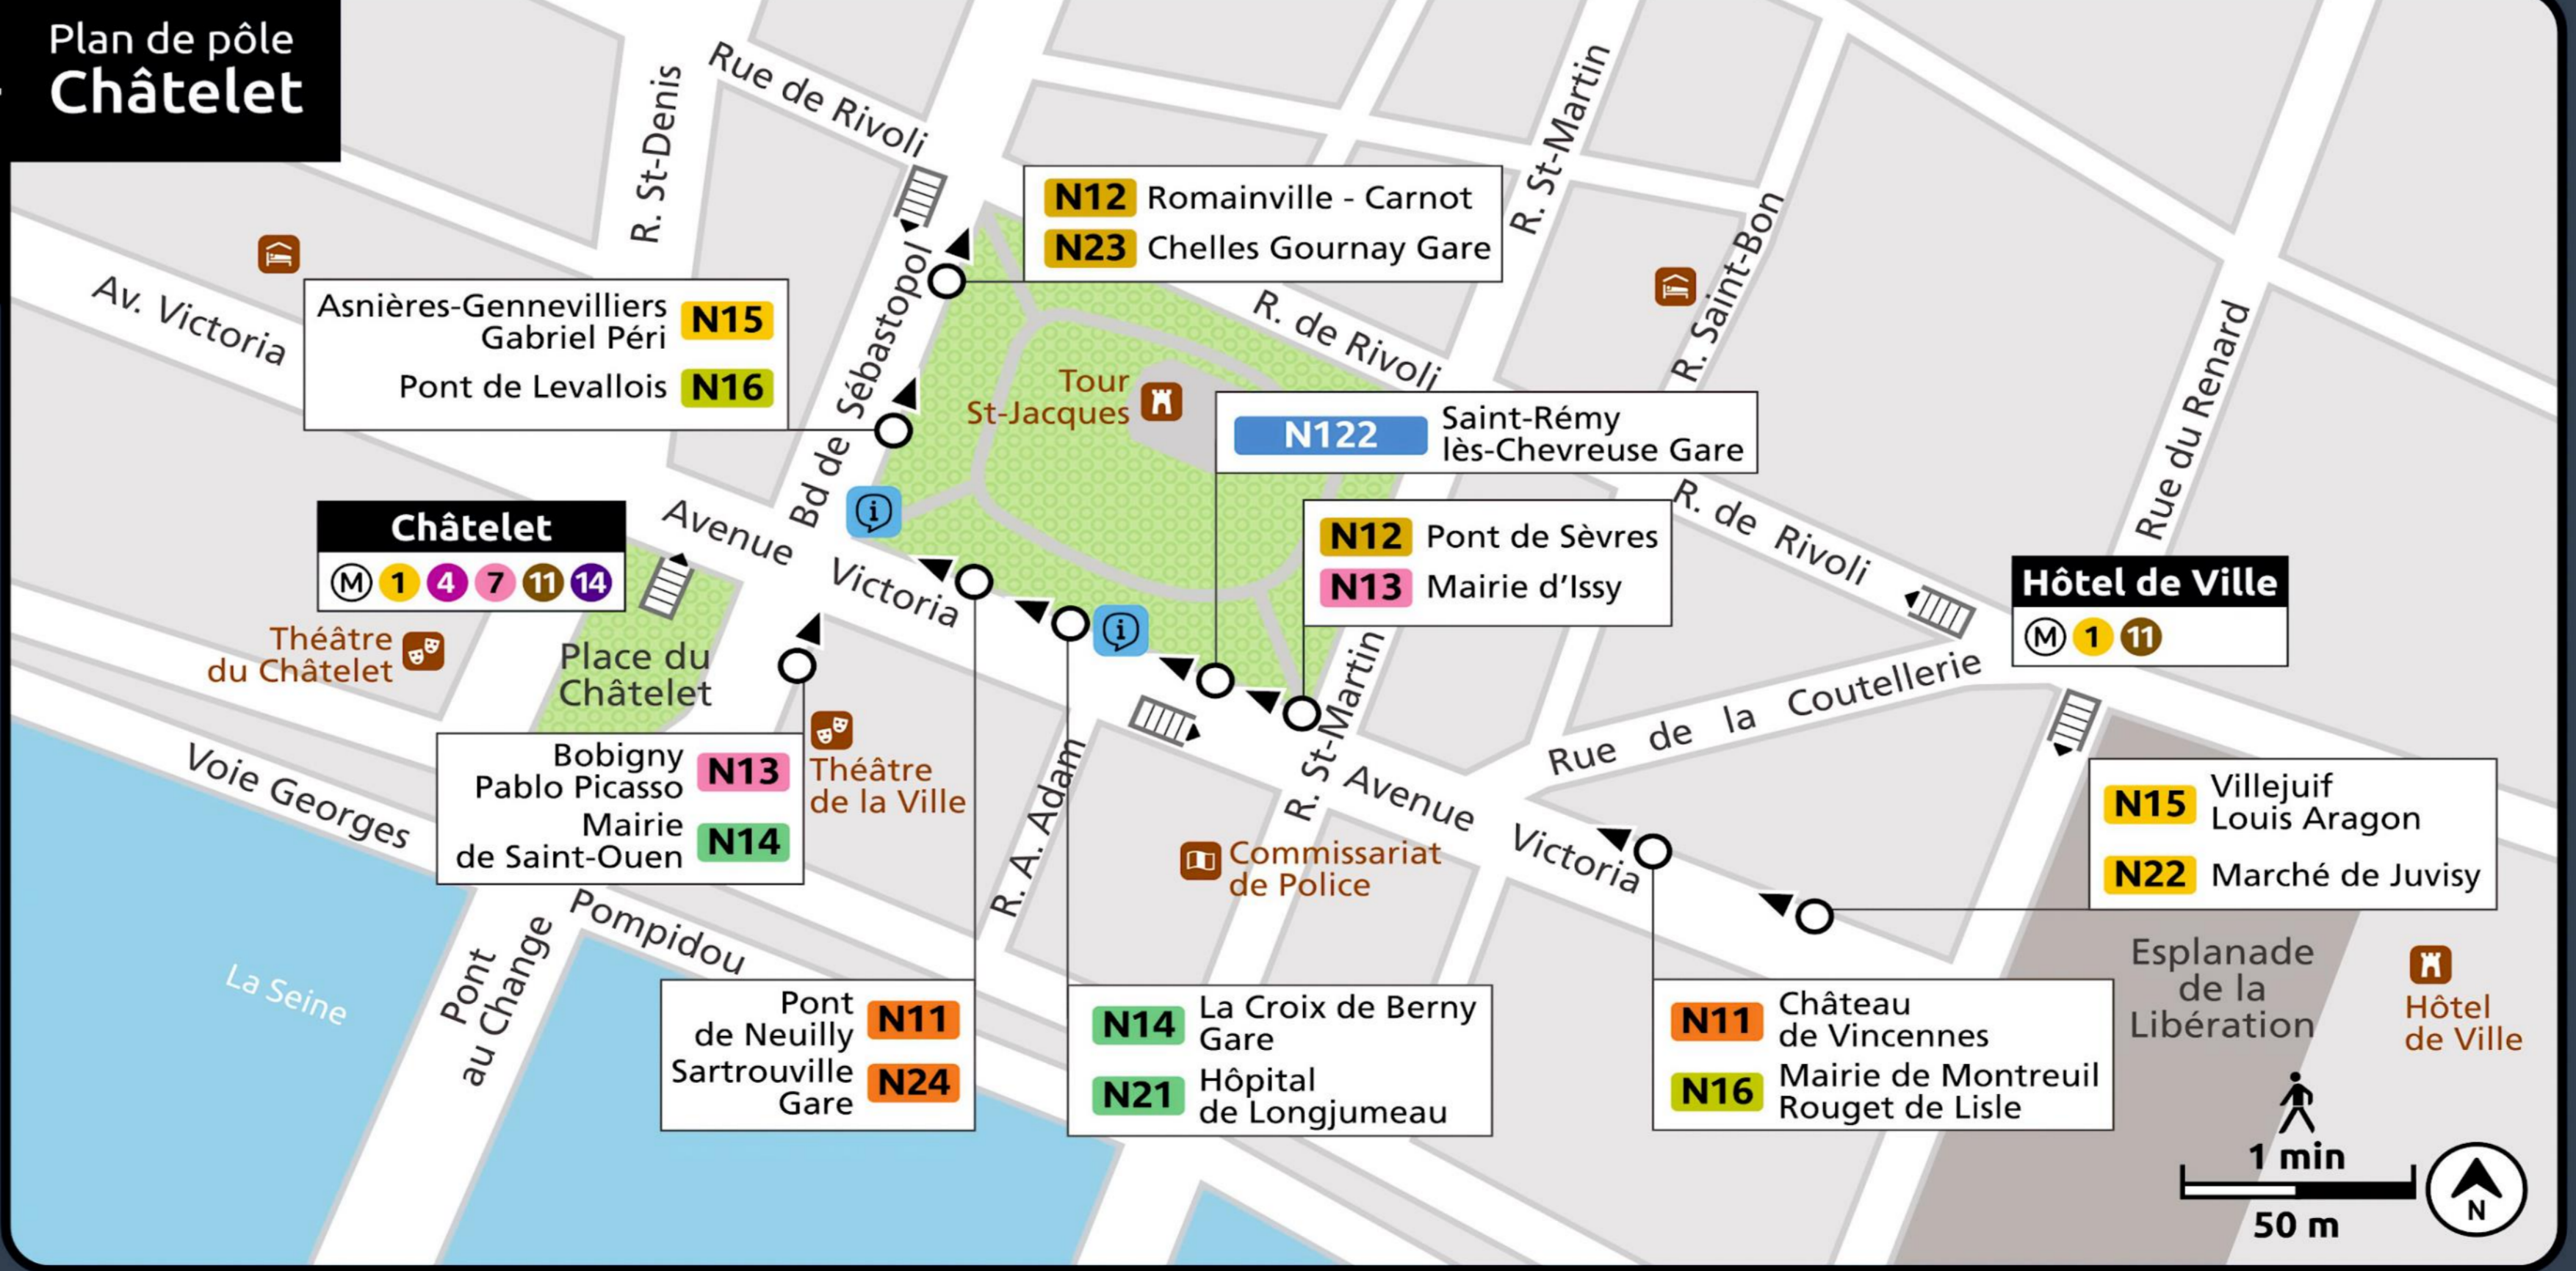 Plan de pôle
Châtelet
Rue de Rivoli
R. St-Denis
R. St-Martin
N12 Romainville - Carnot
N23 Chelles Gournay Gare
R. Saint-Bon
Av. Victoria
Asnières-Gennevilliers
Gabriel Péri N15
Pont de Levallois N16
Bd de Sébastopol
R. de Rivoli
Rue du Renard
Tour
St-Jacques
N122 Saint-Rémy
lès-Chevreuse Gare
N12 Pont de Sèvres
N13 Mairie d'Issy
R. de Rivoli
Châtelet
M 1 4 7 11 14
Avenue Victoria
i
i
Hôtel de Ville
M 1 11
Théâtre
du Châtelet
Place du
Châtelet
R. St-Martin
Rue de la Coutellerie
Voie Georges
Pompidou
Bobigny
Pablo Picasso N13
Mairie
de Saint-Ouen N14
Théâtre
de la Ville
R. A. Adam
Avenue Victoria
Commissariat
de Police
N15 Villejuif
Louis Aragon
N22 Marché de Juvisy
La Seine
Pont
au Change
Pont
de Neuilly N11
Sartrouville
Gare N24
N14 La Croix de Berny
Gare
N21 Hôpital
de Longjumeau
N11 Château
de Vincennes
N16 Mairie de Montreuil
Rouget de Lisle
Esplanade
de la
Libération
Hôtel
de Ville
1 min
50 m
N